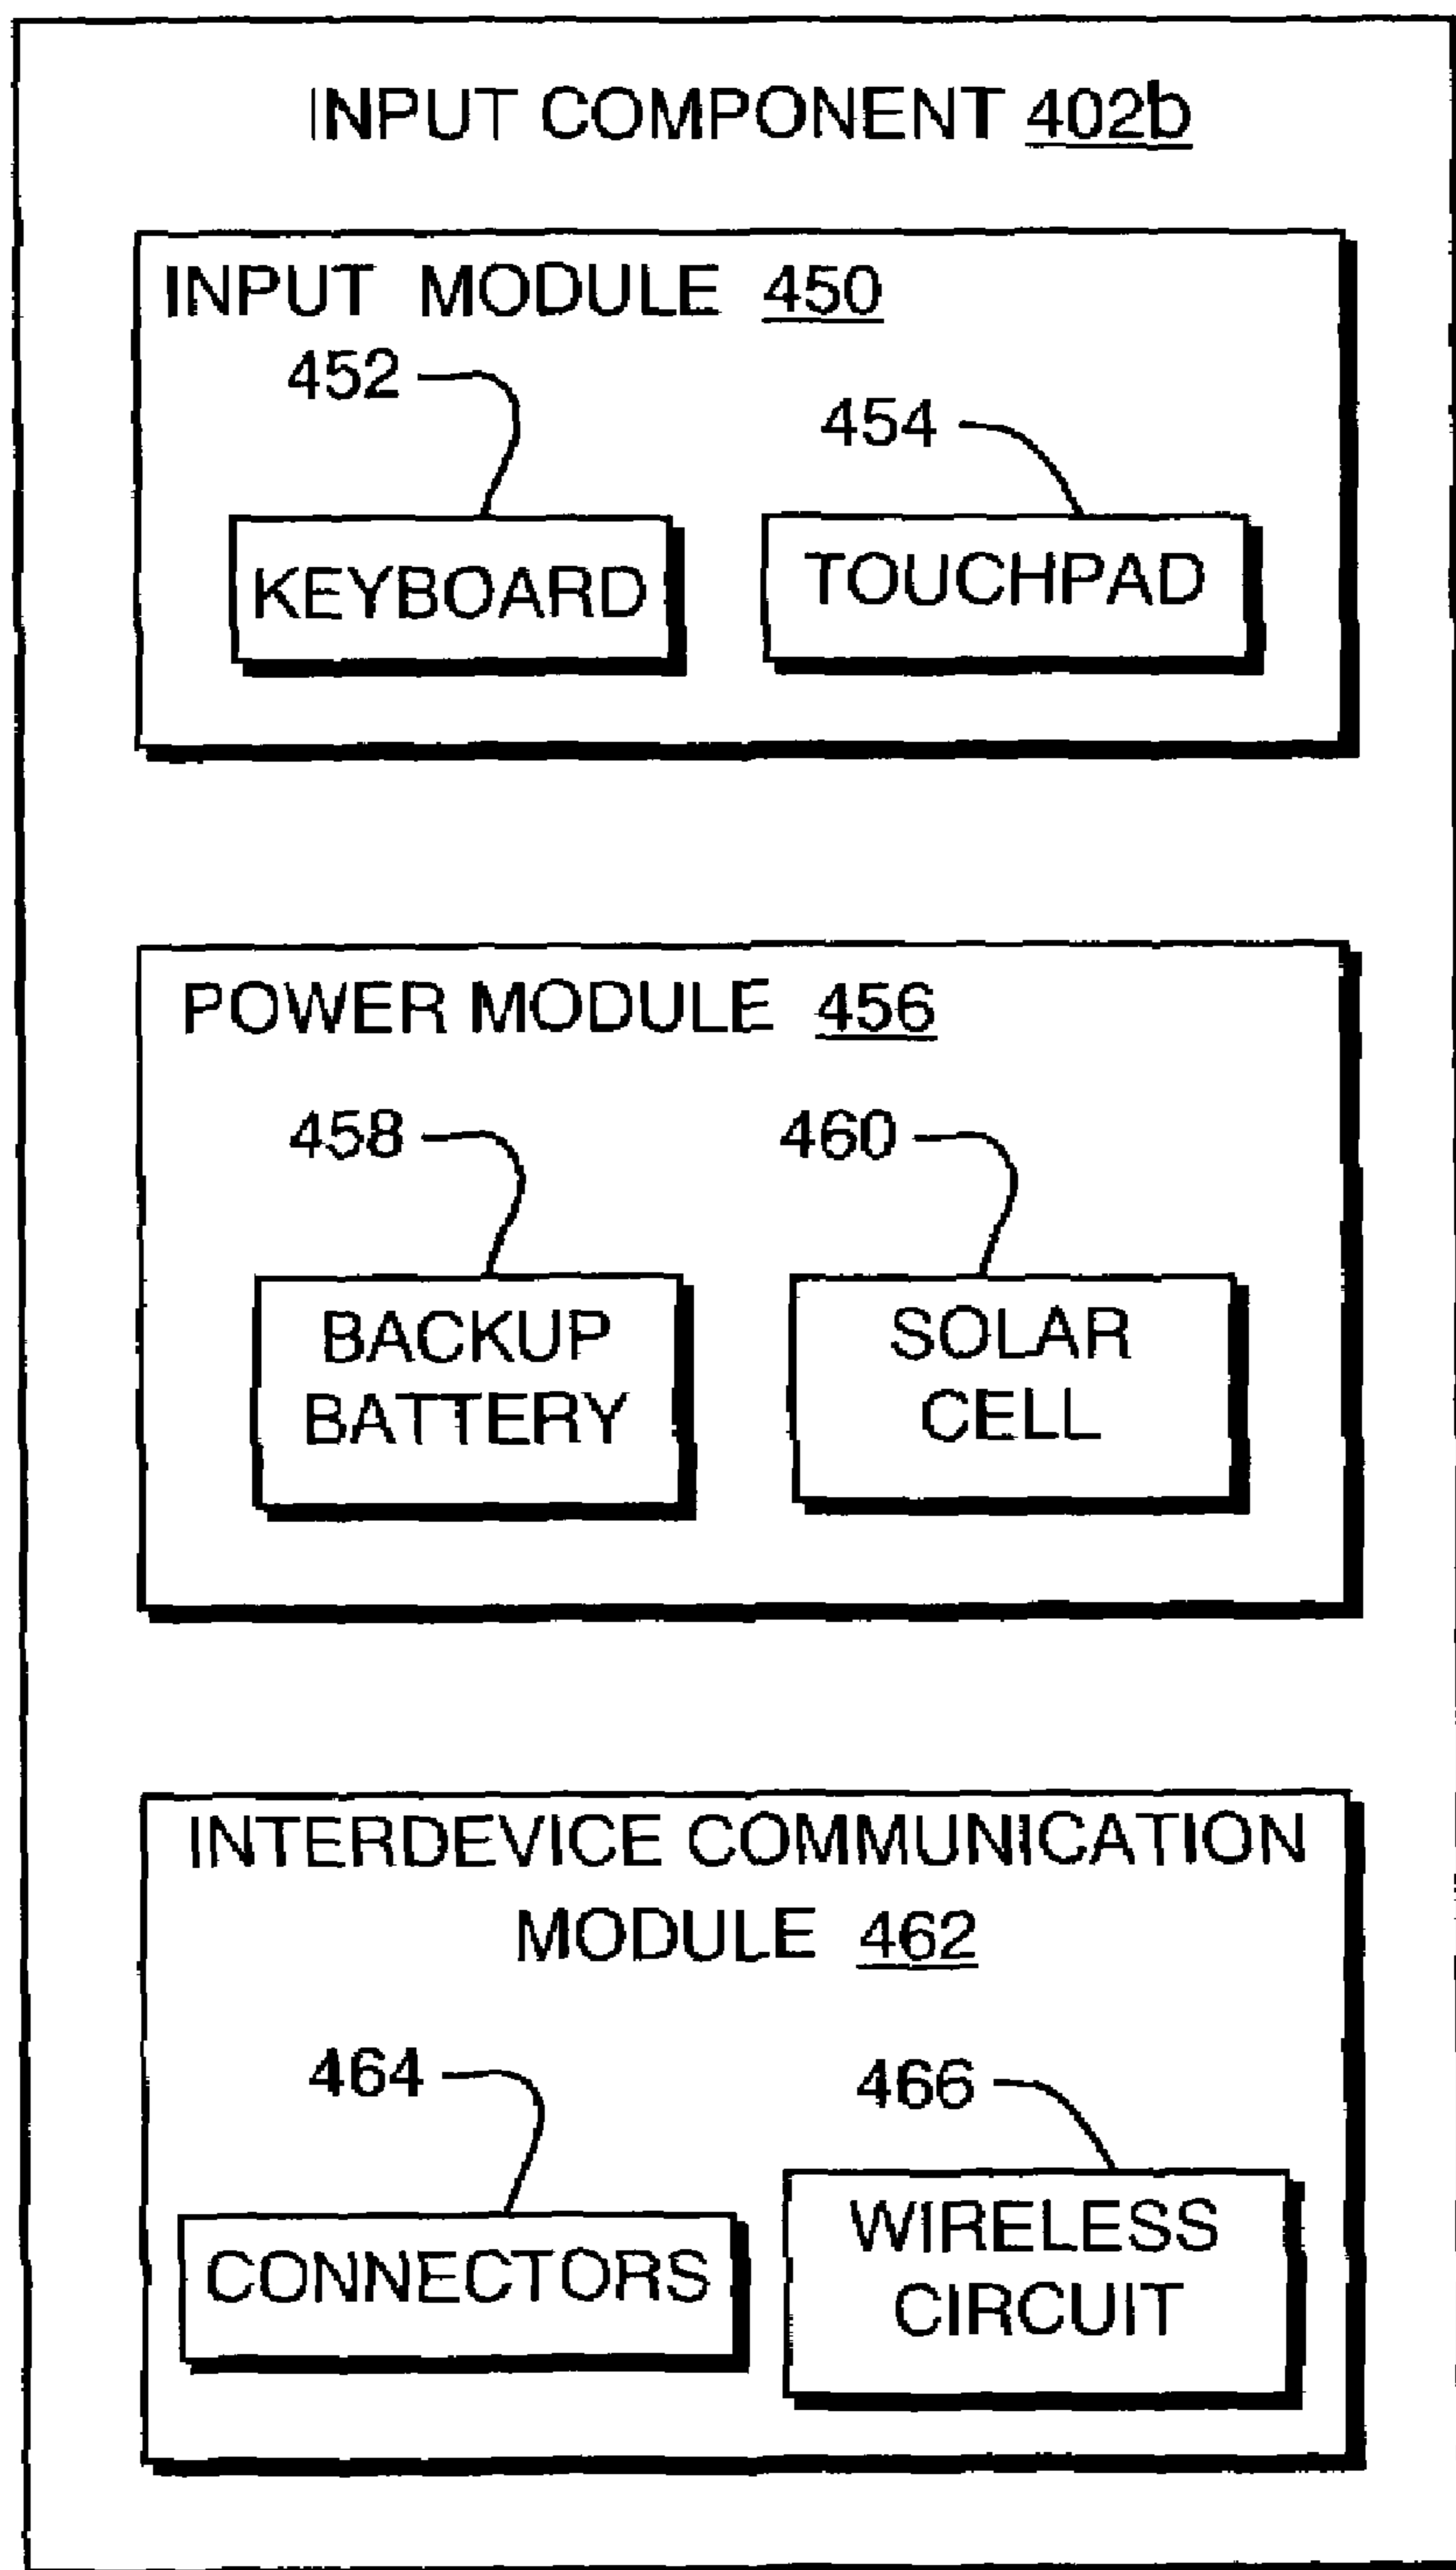 INPUT COMPONENT 402b
INPUT MODULE 450
452
454
KEYBOARD
TOUCHPAD
POWER MODULE 456
458
460
BACKUP
BATTERY
SOLAR
CELL
INTERDEVICE COMMUNICATION
MODULE 462
464
466
CONNECTORS
WIRELESS
CIRCUIT